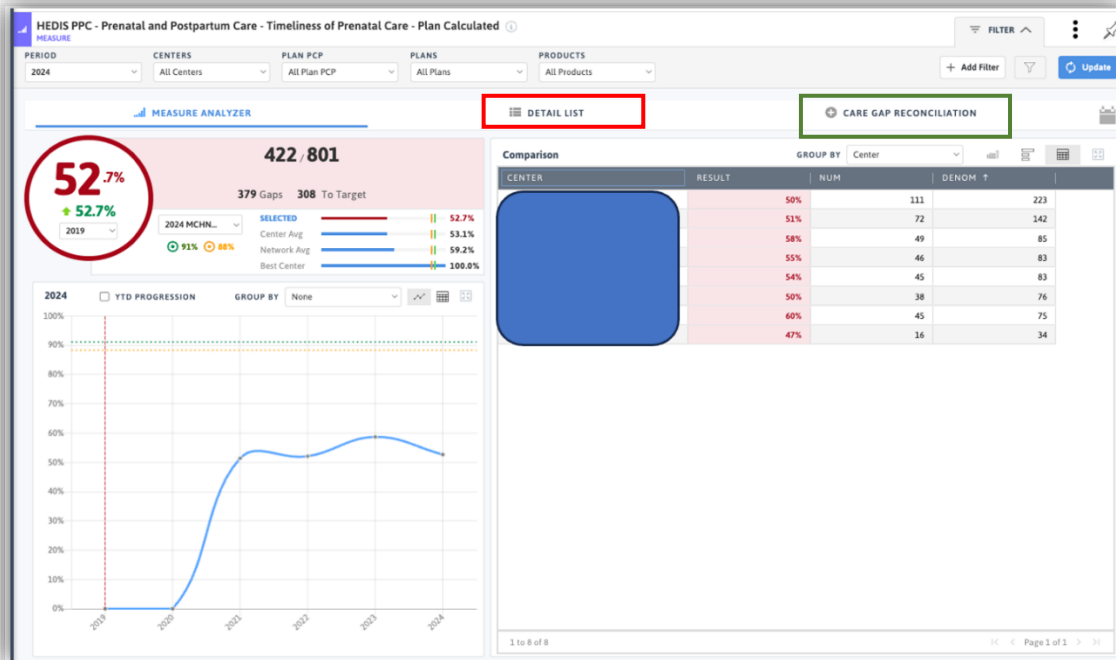 HEDIS PPC - Prenatal and Postpartum Care - Timeliness of Prenatal Care - Plan Calculated
MEASURE
FILTER
PERIOD CENTERS PLAN PCP PLANS PRODUCTS
2024 All Centers All Plan PCP All Plans All Products
+ Add Filter
Update
MEASURE ANALYZER DETAIL LIST CARE GAP RECONCILIATION
52.7%
52.7%
2019
422 / 801
379 Gaps 308 To Target
2024 MCHN...
91% 88%
SELECTED 52.7%
Center Avg 53.1%
Network Avg 59.2%
Best Center 100.0%
2024 YTD PROGRESSION GROUP BY None
100%
90%
80%
70%
60%
50%
40%
30%
20%
10%
0%
2019 2020 2021 2022 2023 2024
Comparison GROUP BY Center
CENTER RESULT NUM DENOM ↑
50% 111 223
51% 72 142
58% 49 85
55% 46 83
54% 45 83
50% 38 76
60% 45 75
47% 16 34
1 to 8 of 8 Page 1 of 1